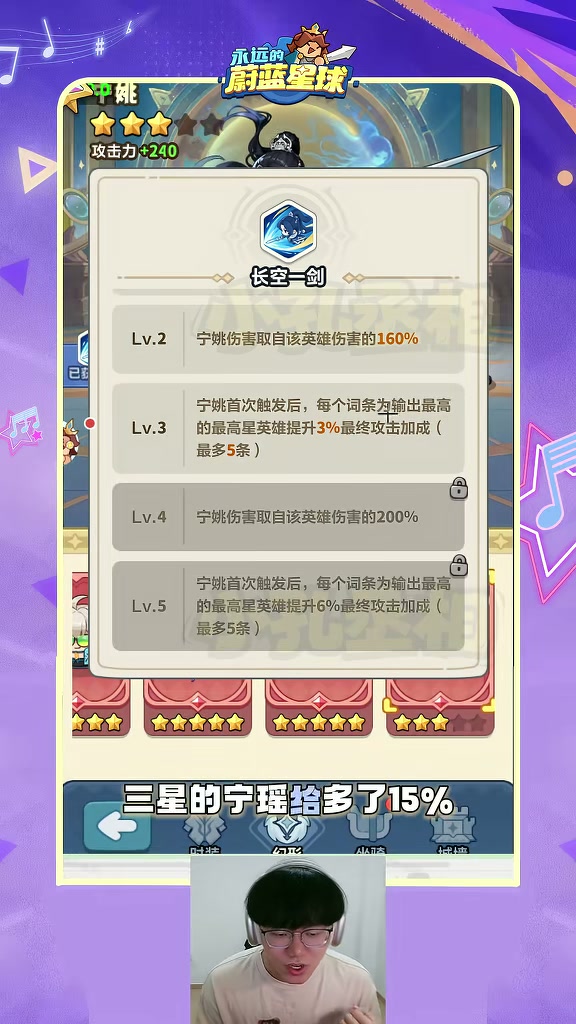 #
永远的
蔚蓝星球
宁姚
攻击力+240
长空一剑
Lv.2
宁姚伤害取自该英雄伤害的160%
Lv.3
宁姚首次触发后，每个词条为输出最高
的最高星英雄提升3%最终攻击加成（
最多5条）
Lv.4
宁姚伤害取自该英雄伤害的200%
Lv.5
宁姚首次触发后，每个词条为输出最高
的最高星英雄提升6%最终攻击加成（
最多5条）
三星的宁瑶给多了15%
时装
幻形
坐骑
城墙